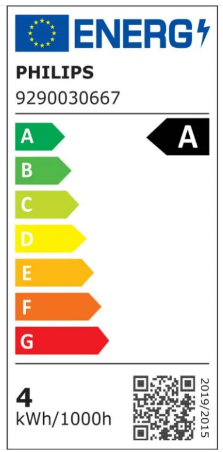 ENERG
PHILIPS
9290030667
A
A
B
C
D
E
F
G
4
kWh/1000h
2019/2015